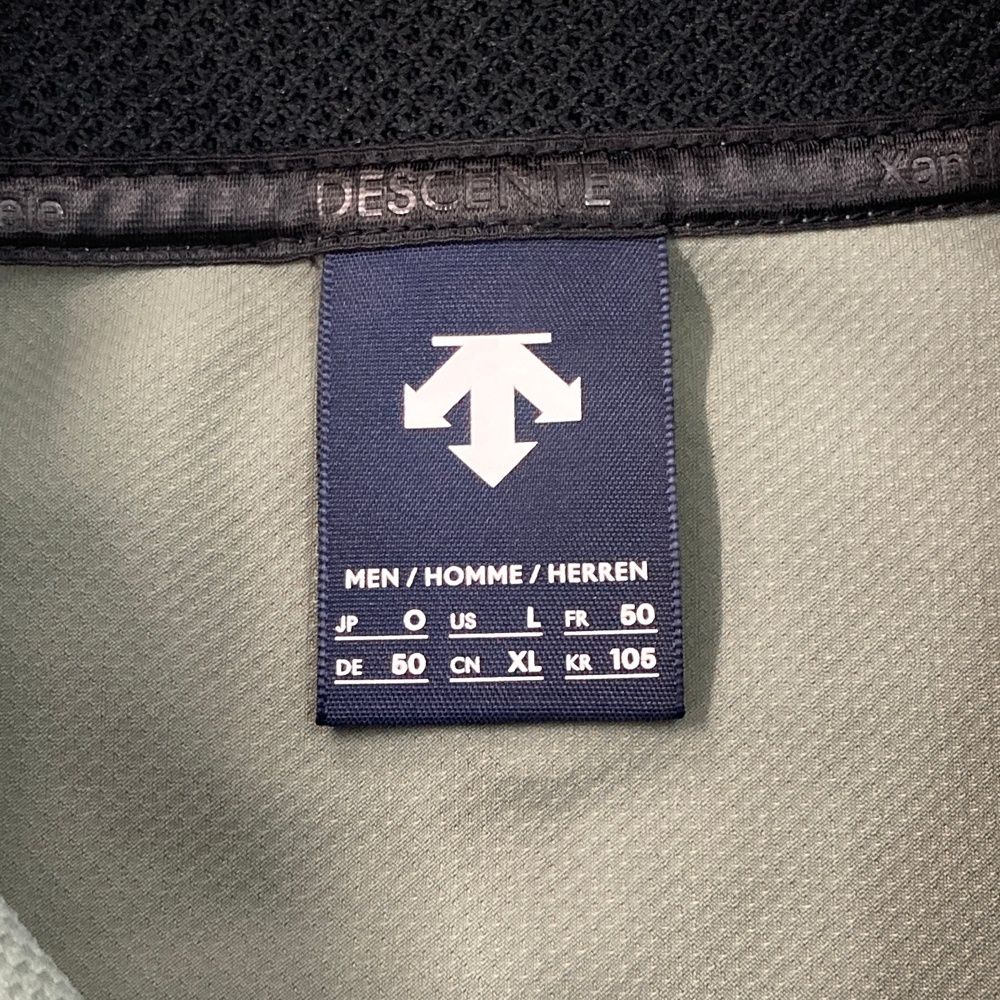 DESCENTE
MEN / HOMME / HERREN
JP O US L FR 50
DE 50 CN XL KR 105